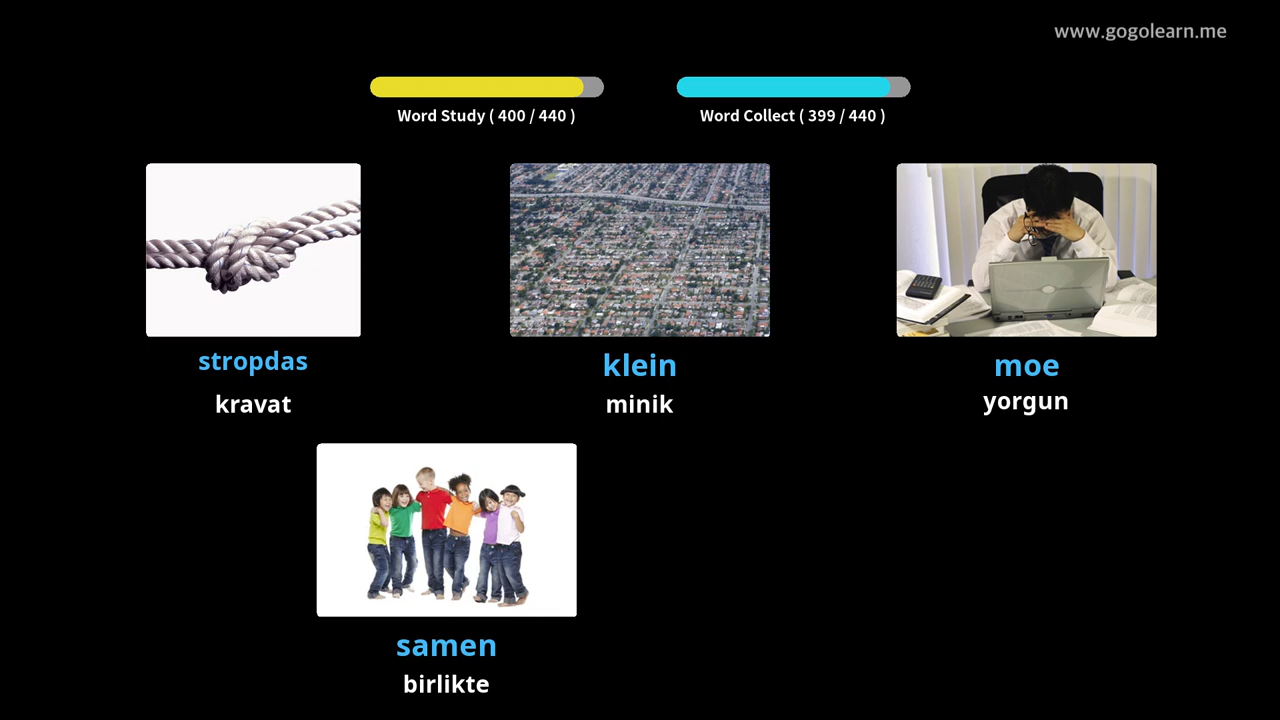 www.gogolearn.me
Word Study ( 400 / 440 )
Word Collect ( 399 / 440 )
stropdas
kravat
klein
minik
moe
yorgun
samen
birlikte